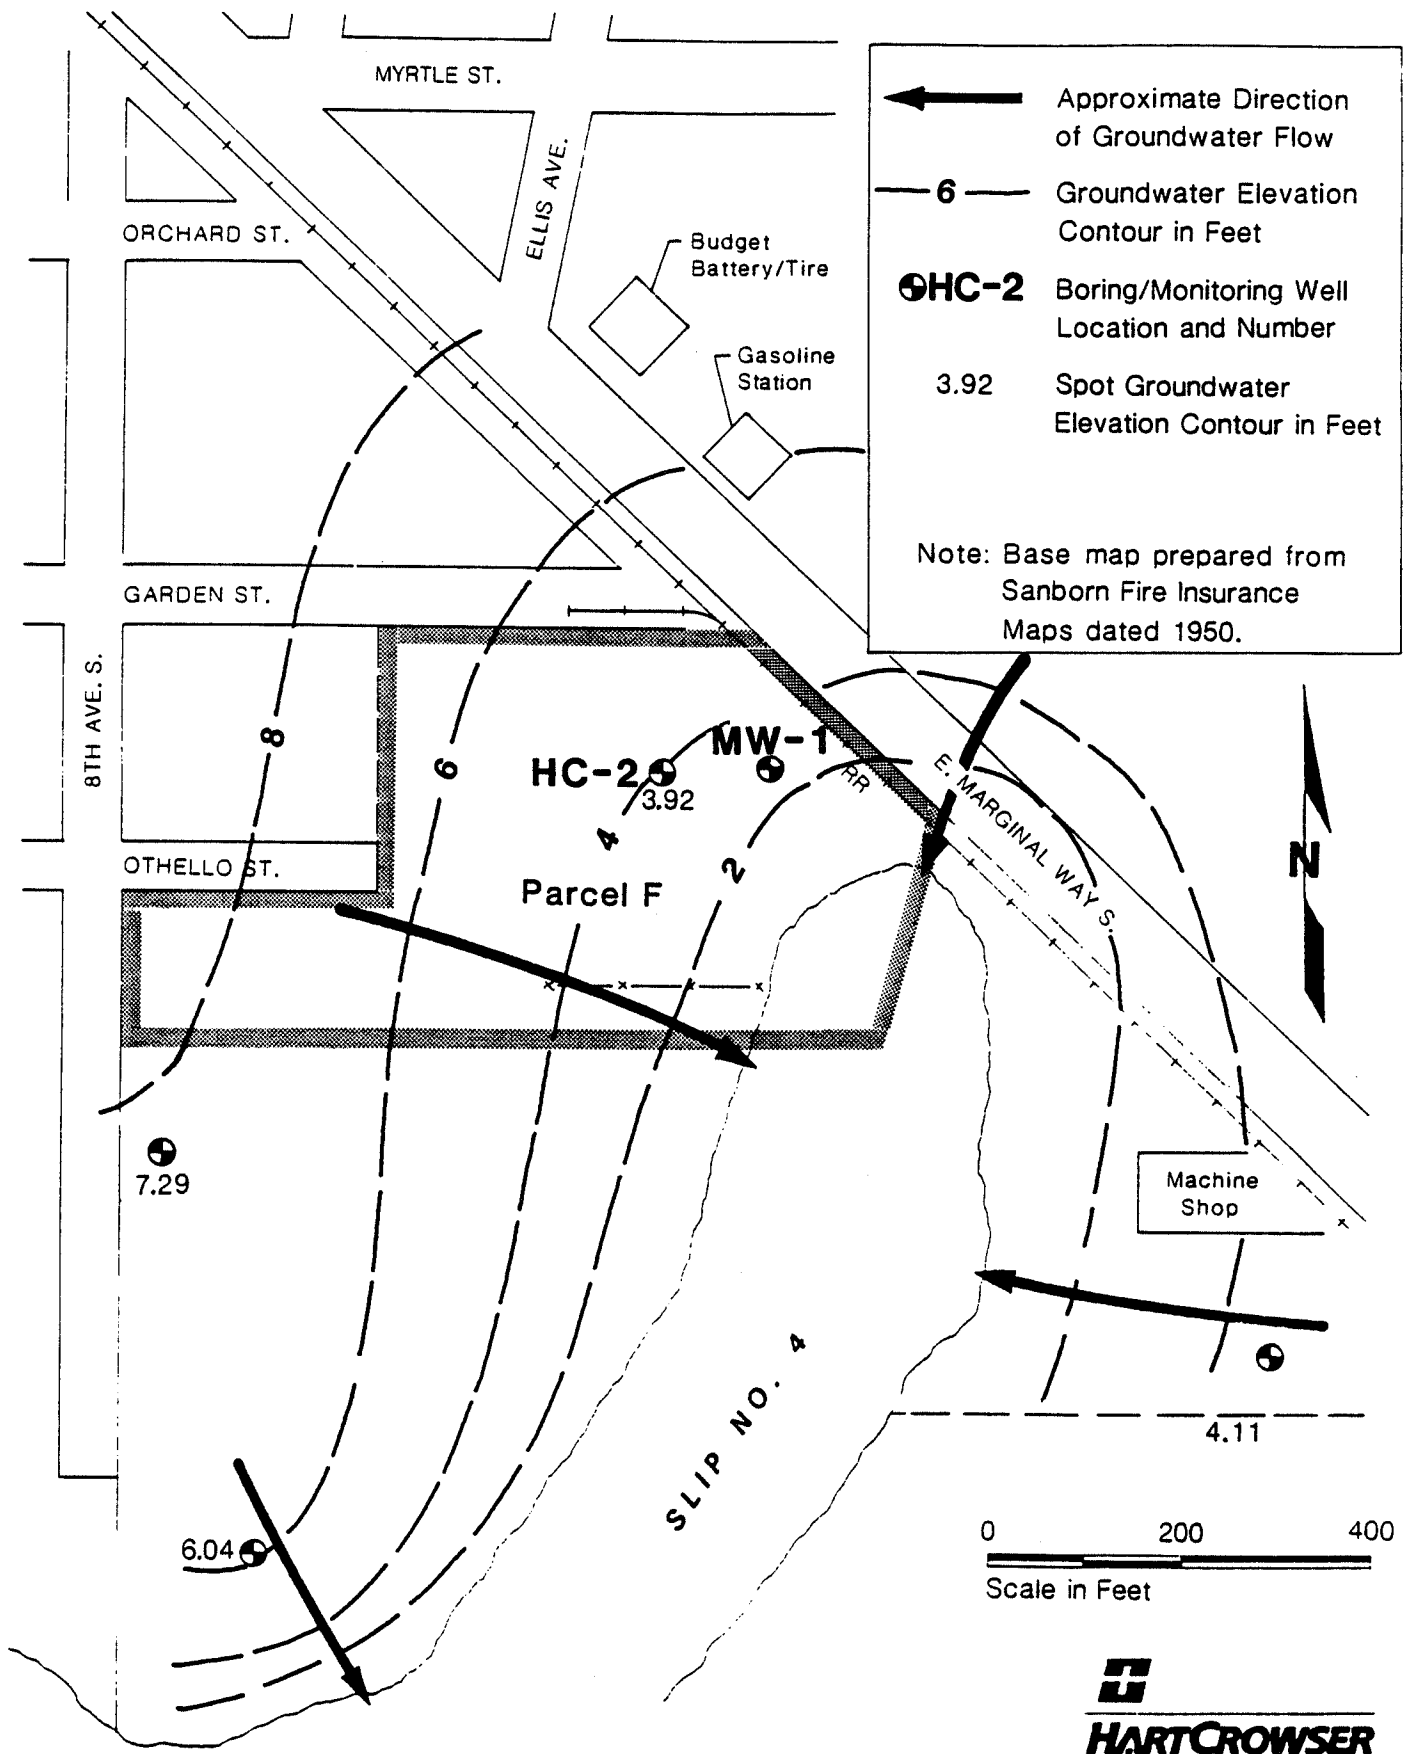 MYRTLE ST.
ELLIS AVE.
ORCHARD ST.
Budget
Battery/Tire
Gasoline
Station
Approximate Direction
of Groundwater Flow
6
Groundwater Elevation
Contour in Feet
HC-2
Boring/Monitoring Well
Location and Number
3.92
Spot Groundwater
Elevation Contour in Feet
Note: Base map prepared from
Sanborn Fire Insurance
Maps dated 1950.
GARDEN ST.
8TH AVE. S.
8
6
HC-2
3.92
MW-1
RR
E. MARGINAL WAY S.
4
2
OTHELLO ST.
Parcel F
N
7.29
Machine
Shop
SLIP NO. 4
4.11
6.04
0 200 400
Scale in Feet
HARTCROWSER